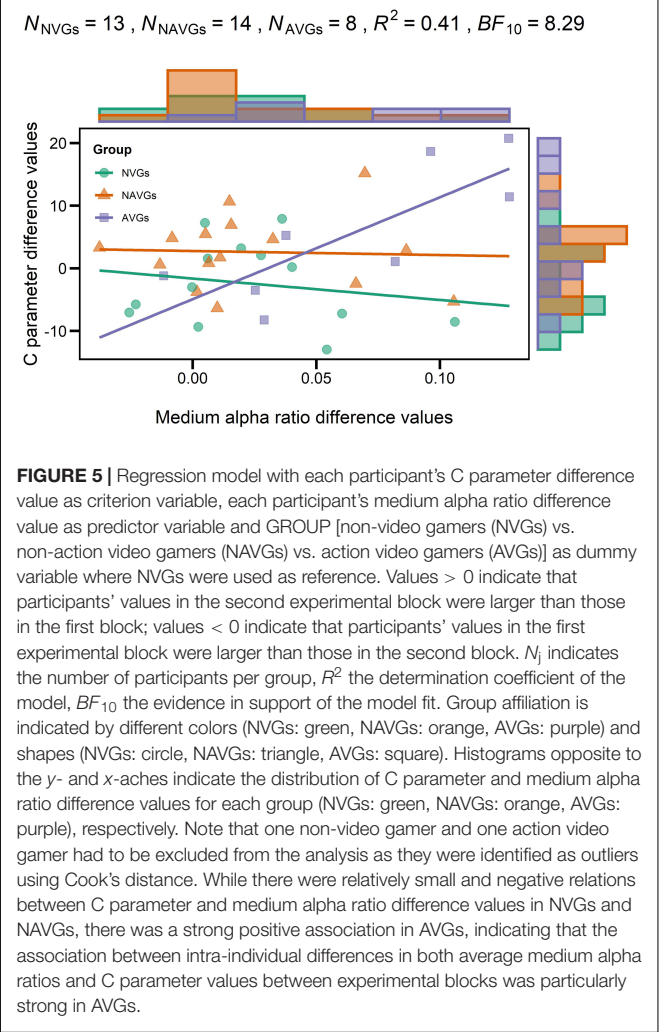 N_NVGs = 13 , N_NAVGs = 14 , N_AVGs = 8 , R² = 0.41 , BF₁₀ = 8.29
C parameter difference values
20
10
0
-10
Group
NVGs
NAVGs
AVGs
0.00 0.05 0.10
Medium alpha ratio difference values
FIGURE 5 | Regression model with each participant's C parameter difference
value as criterion variable, each participant's medium alpha ratio difference
value as predictor variable and GROUP [non-video gamers (NVGs) vs.
non-action video gamers (NAVGs) vs. action video gamers (AVGs)] as dummy
variable where NVGs were used as reference. Values > 0 indicate that
participants' values in the second experimental block were larger than those
in the first block; values < 0 indicate that participants' values in the first
experimental block were larger than those in the second block. Nj indicates
the number of participants per group, R² the determination coefficient of the
model, BF₁₀ the evidence in support of the model fit. Group affiliation is
indicated by different colors (NVGs: green, NAVGs: orange, AVGs: purple) and
shapes (NVGs: circle, NAVGs: triangle, AVGs: square). Histograms opposite to
the y- and x-aches indicate the distribution of C parameter and medium alpha
ratio difference values for each group (NVGs: green, NAVGs: orange, AVGs:
purple), respectively. Note that one non-video gamer and one action video
gamer had to be excluded from the analysis as they were identified as outliers
using Cook's distance. While there were relatively small and negative relations
between C parameter and medium alpha ratio difference values in NVGs and
NAVGs, there was a strong positive association in AVGs, indicating that the
association between intra-individual differences in both average medium alpha
ratios and C parameter values between experimental blocks was particularly
strong in AVGs.